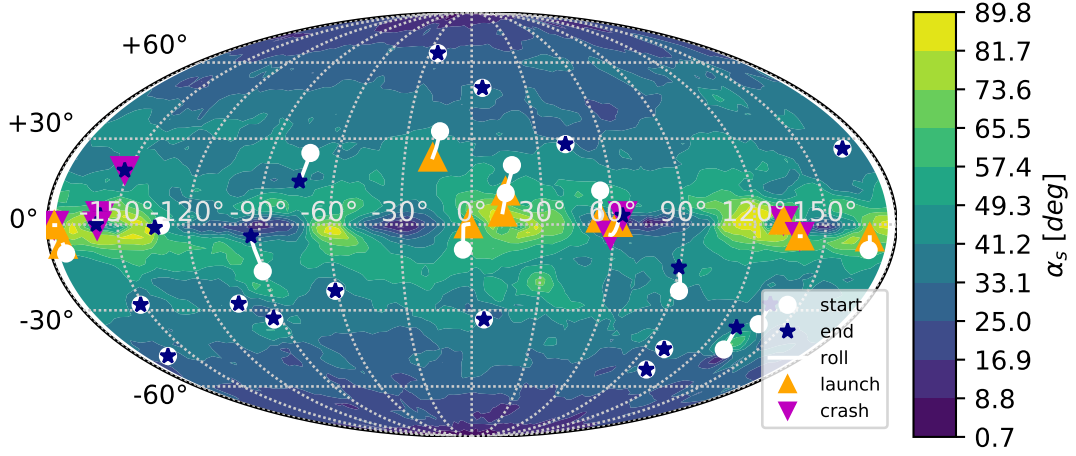 +60°
+30°
0°
-150° -120° -90° -60° -30° 0° 30° 60° 90° 120° 150°
-30°
-60°
start
end
roll
launch
crash
89.8
81.7
73.6
65.5
57.4
49.3
41.2
33.1
25.0
16.9
8.8
0.7
αs [deg]